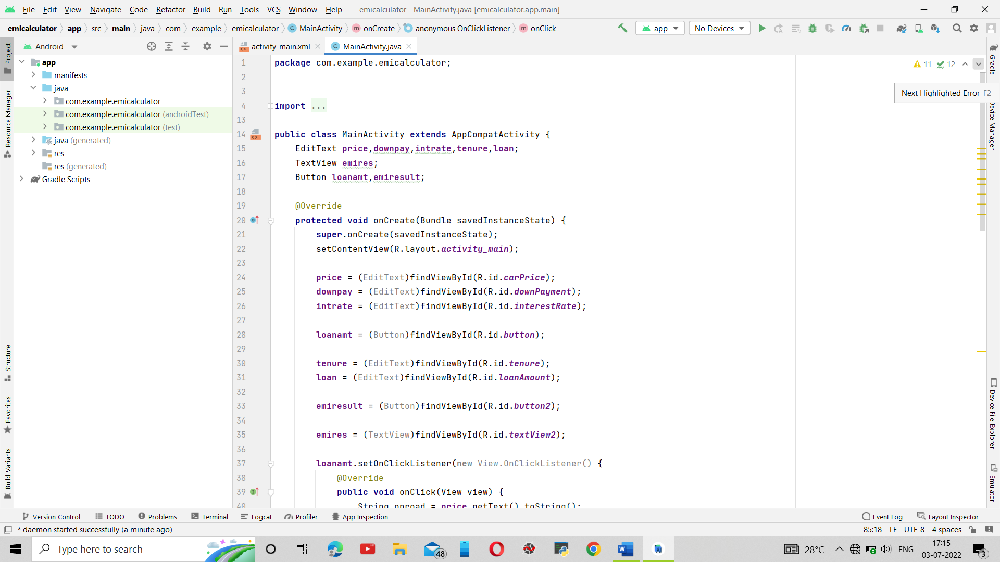 File Edit View Navigate Code Refactor Build Run Tools VCS Window Help emicalculator - MainActivity.java [emicalculator.app.main]
emicalculator app src main java com example emicalculator MainActivity onCreate anonymous OnClickListener onClick app No Devices
Project
Resource Manager
Structure
Favorites
Build Variants
Android
app
manifests
java
com.example.emicalculator
com.example.emicalculator (androidTest)
com.example.emicalculator (test)
java (generated)
res
res (generated)
Gradle Scripts
activity_main.xml MainActivity.java
11 12
Next Highlighted Error F2
1 package com.example.emicalculator;
2
3
4 import ...
13
14 public class MainActivity extends AppCompatActivity {
15 EditText price,downpay,intrate,tenure,loan;
16 TextView emires;
17 Button loanamt,emiresult;
18
19 @Override
20 protected void onCreate(Bundle savedInstanceState) {
21 super.onCreate(savedInstanceState);
22 setContentView(R.layout.activity_main);
23
24 price = (EditText)findViewById(R.id.carPrice);
25 downpay = (EditText)findViewById(R.id.downPayment);
26 intrate = (EditText)findViewById(R.id.interestRate);
27
28 loanamt = (Button)findViewById(R.id.button);
29
30 tenure = (EditText)findViewById(R.id.tenure);
31 loan = (EditText)findViewById(R.id.loanAmount);
32
33 emiresult = (Button)findViewById(R.id.button2);
34
35 emires = (TextView)findViewById(R.id.textView2);
36
37 loanamt.setOnClickListener(new View.OnClickListener() {
38 @Override
39 public void onClick(View view) {
40 String onroad = price.getText().toString();
Gradle
Device Manager
Device File Explorer
Emulator
Version Control TODO Problems Terminal Logcat Profiler App Inspection Event Log Layout Inspector
* daemon started successfully (a minute ago) 85:18 LF UTF-8 4 spaces
Type here to search 48 28°C ENG 17:15
03-07-2022 3